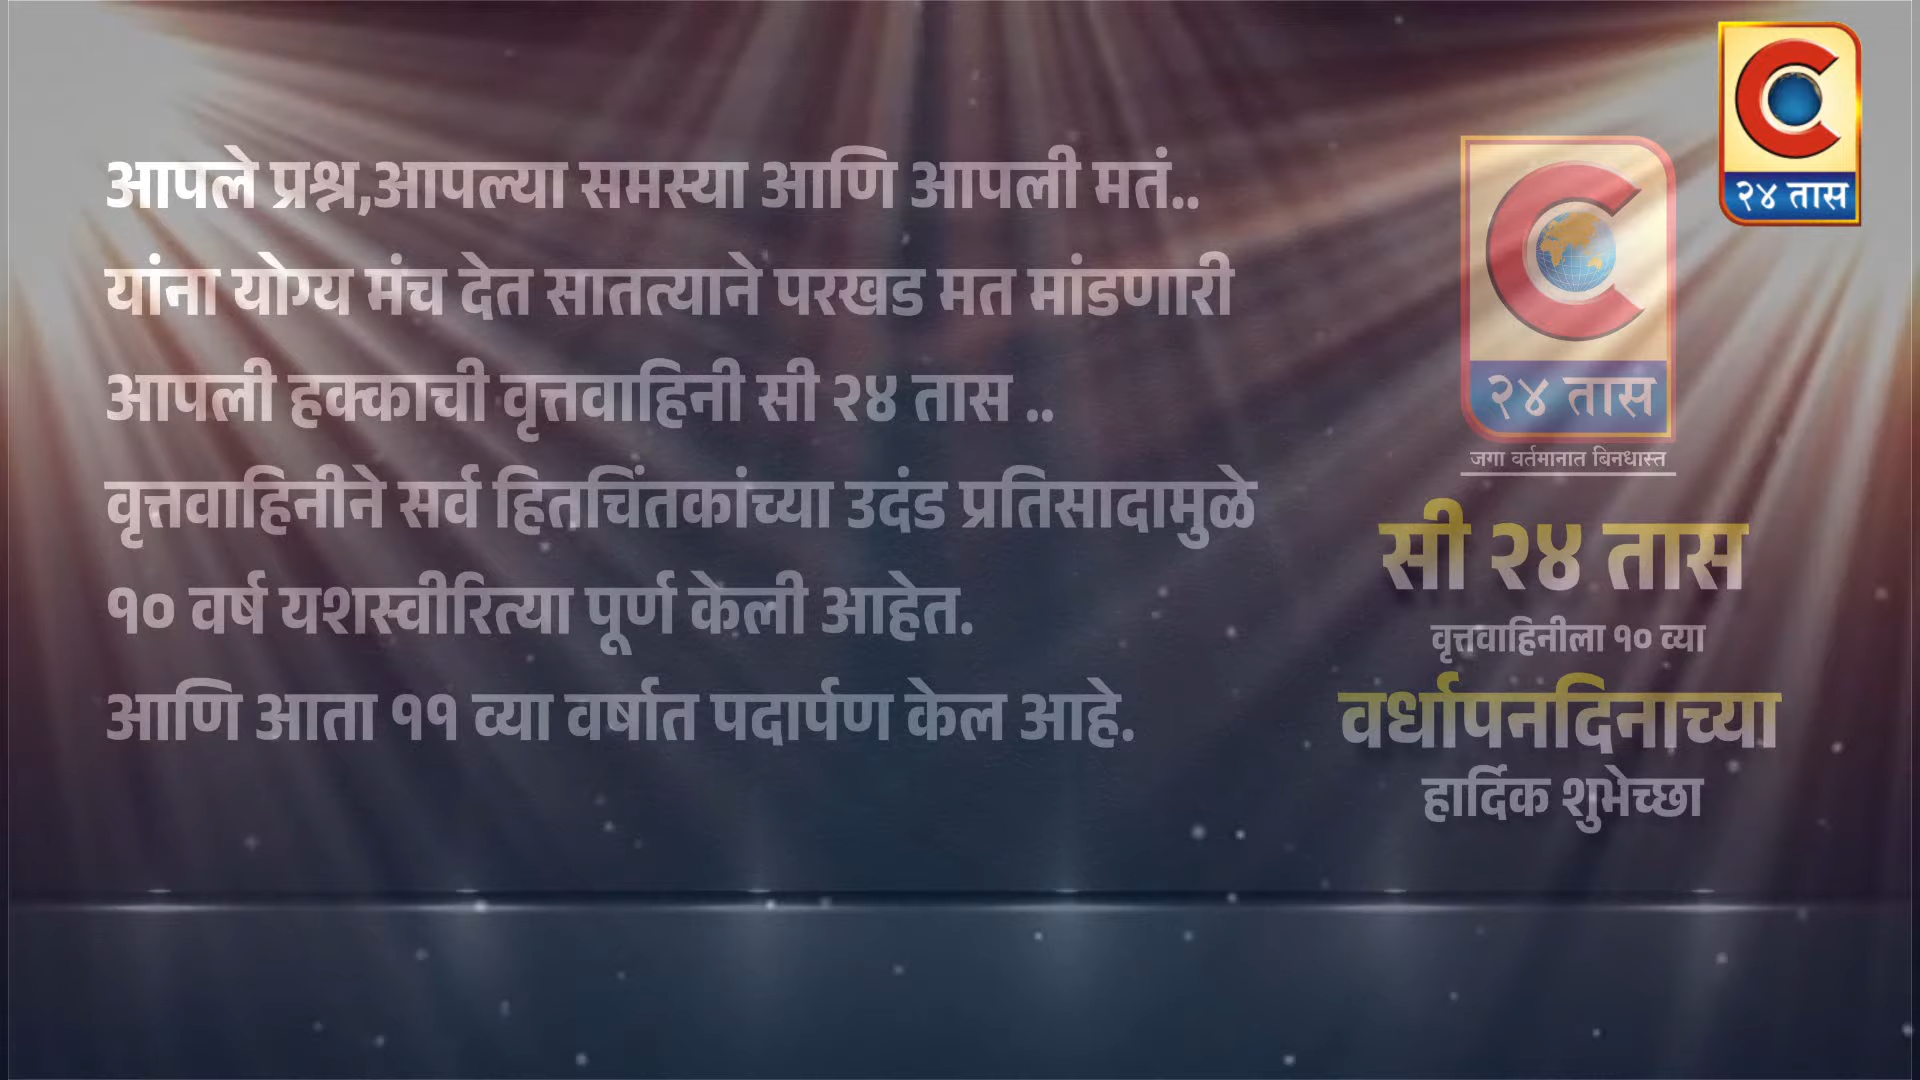 आपले प्रश्न,आपल्या समस्या आणि आपली मतं..
यांना योग्य मंच देत सातत्याने परखड मत मांडणारी
आपली हक्काची वृत्तवाहिनी सी २४ तास ..
वृत्तवाहिनीने सर्व हितचिंतकांच्या उदंड प्रतिसादामुळे
१० वर्ष यशस्वीरित्या पूर्ण केली आहेत.
आणि आता ११ व्या वर्षात पदार्पण केल आहे.
C
२४ तास
जगा वर्तमानात बिनधास्त
सी २४ तास
वृत्तवाहिनीला १० व्या
वर्धापनदिनाच्या
हार्दिक शुभेच्छा
C
२४ तास